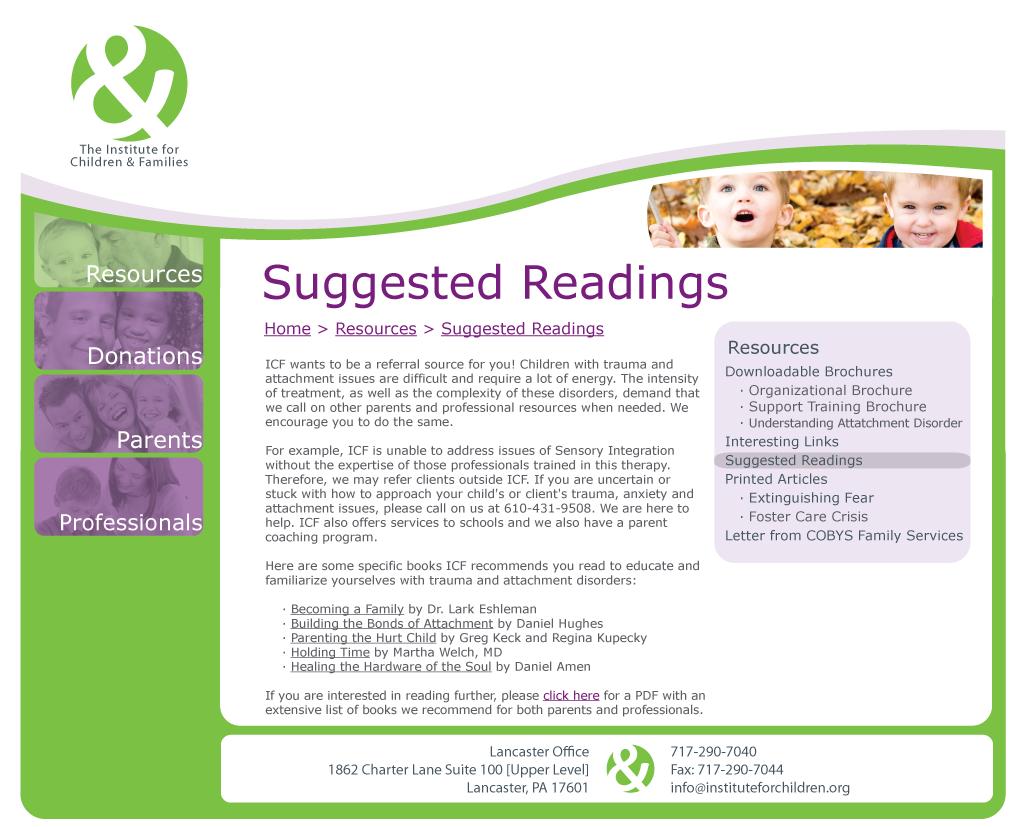 &
The Institute for
Children & Families
Resources
Donations
Parents
Professionals
Suggested Readings
Home > Resources > Suggested Readings
ICF wants to be a referral source for you! Children with trauma and
attachment issues are difficult and require a lot of energy. The intensity
of treatment, as well as the complexity of these disorders, demand that
we call on other parents and professional resources when needed. We
encourage you to do the same.
For example, ICF is unable to address issues of Sensory Integration
without the expertise of those professionals trained in this therapy.
Therefore, we may refer clients outside ICF. If you are uncertain or
stuck with how to approach your child's or client's trauma, anxiety and
attachment issues, please call on us at 610-431-9508. We are here to
help. ICF also offers services to schools and we also have a parent
coaching program.
Here are some specific books ICF recommends you read to educate and
familiarize yourselves with trauma and attachment disorders:
· Becoming a Family by Dr. Lark Eshleman
· Building the Bonds of Attachment by Daniel Hughes
· Parenting the Hurt Child by Greg Keck and Regina Kupecky
· Holding Time by Martha Welch, MD
· Healing the Hardware of the Soul by Daniel Amen
If you are interested in reading further, please click here for a PDF with an
extensive list of books we recommend for both parents and professionals.
Resources
Downloadable Brochures
· Organizational Brochure
· Support Training Brochure
· Understanding Attatchment Disorder
Interesting Links
Suggested Readings
Printed Articles
· Extinguishing Fear
· Foster Care Crisis
Letter from COBYS Family Services
Lancaster Office
1862 Charter Lane Suite 100 [Upper Level]
Lancaster, PA 17601
&
717-290-7040
Fax: 717-290-7044
info@instituteforchildren.org